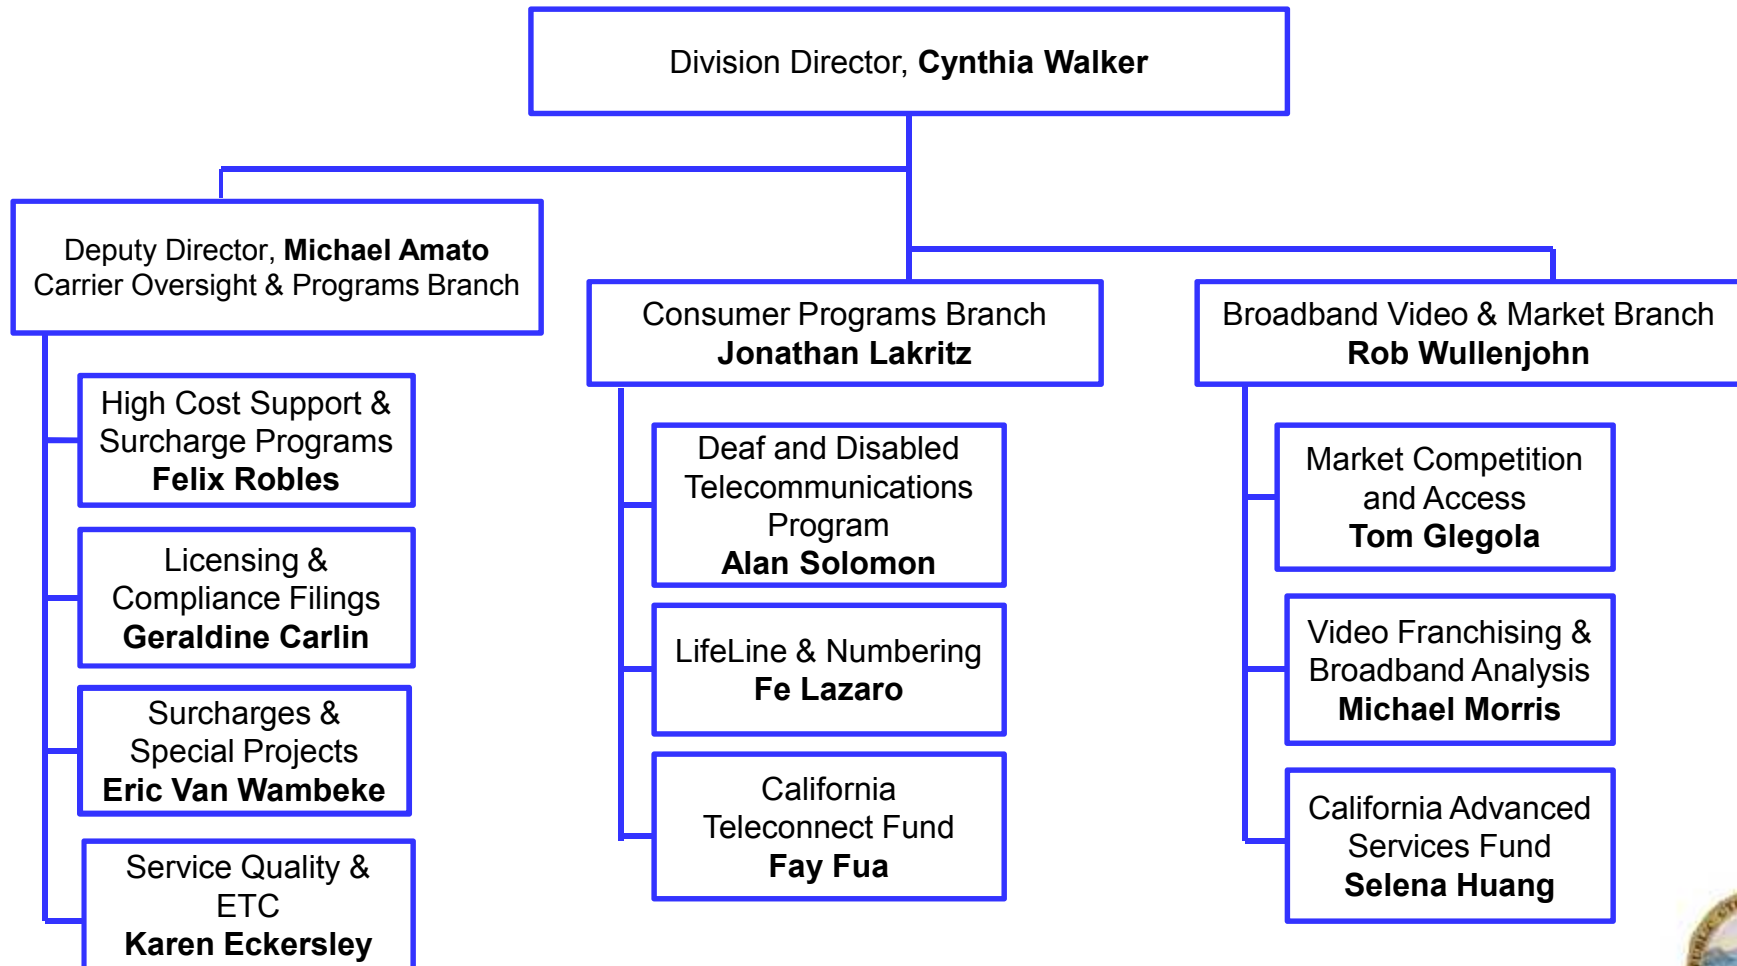 Division Director, Cynthia Walker
Deputy Director, Michael Amato
Carrier Oversight & Programs Branch
High Cost Support &
Surcharge Programs
Felix Robles
Licensing &
Compliance Filings
Geraldine Carlin
Surcharges &
Special Projects
Eric Van Wambeke
Service Quality &
ETC
Karen Eckersley
Consumer Programs Branch
Jonathan Lakritz
Deaf and Disabled
Telecommunications
Program
Alan Solomon
LifeLine & Numbering
Fe Lazaro
California
Teleconnect Fund
Fay Fua
Broadband Video & Market Branch
Rob Wullenjohn
Market Competition
and Access
Tom Glegola
Video Franchising &
Broadband Analysis
Michael Morris
California Advanced
Services Fund
Selena Huang